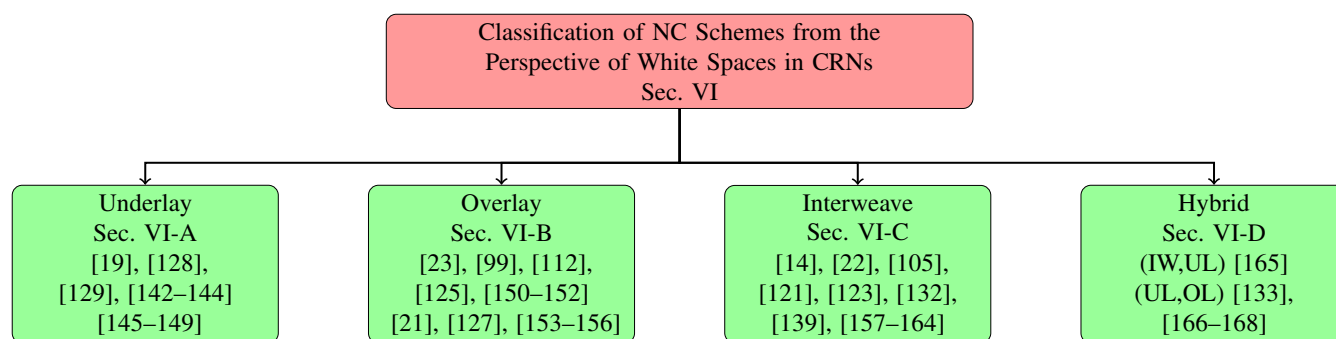 Classification of NC Schemes from the
Perspective of White Spaces in CRNs
Sec. VI
Underlay
Sec. VI-A
[19], [128],
[129], [142–144]
[145–149]
Overlay
Sec. VI-B
[23], [99], [112],
[125], [150–152]
[21], [127], [153–156]
Interweave
Sec. VI-C
[14], [22], [105],
[121], [123], [132],
[139], [157–164]
Hybrid
Sec. VI-D
(IW,UL) [165]
(UL,OL) [133],
[166–168]